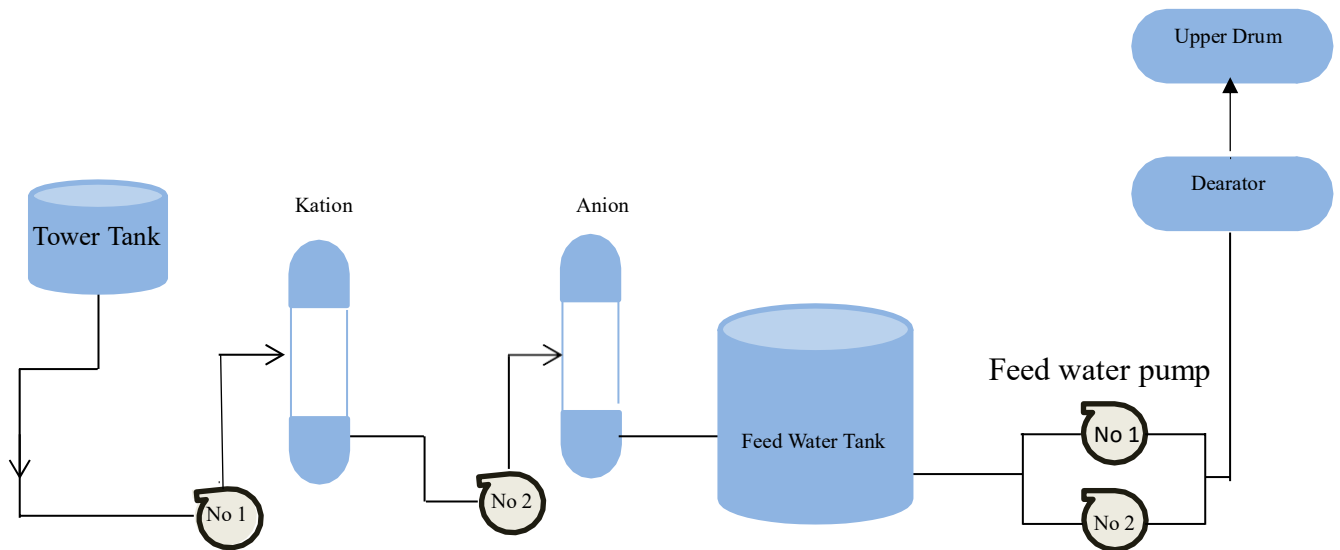 Upper Drum
Dearator
Kation
Anion
Tower Tank
Feed water pump
No 1
Feed Water Tank
No 1
No 2
No 2